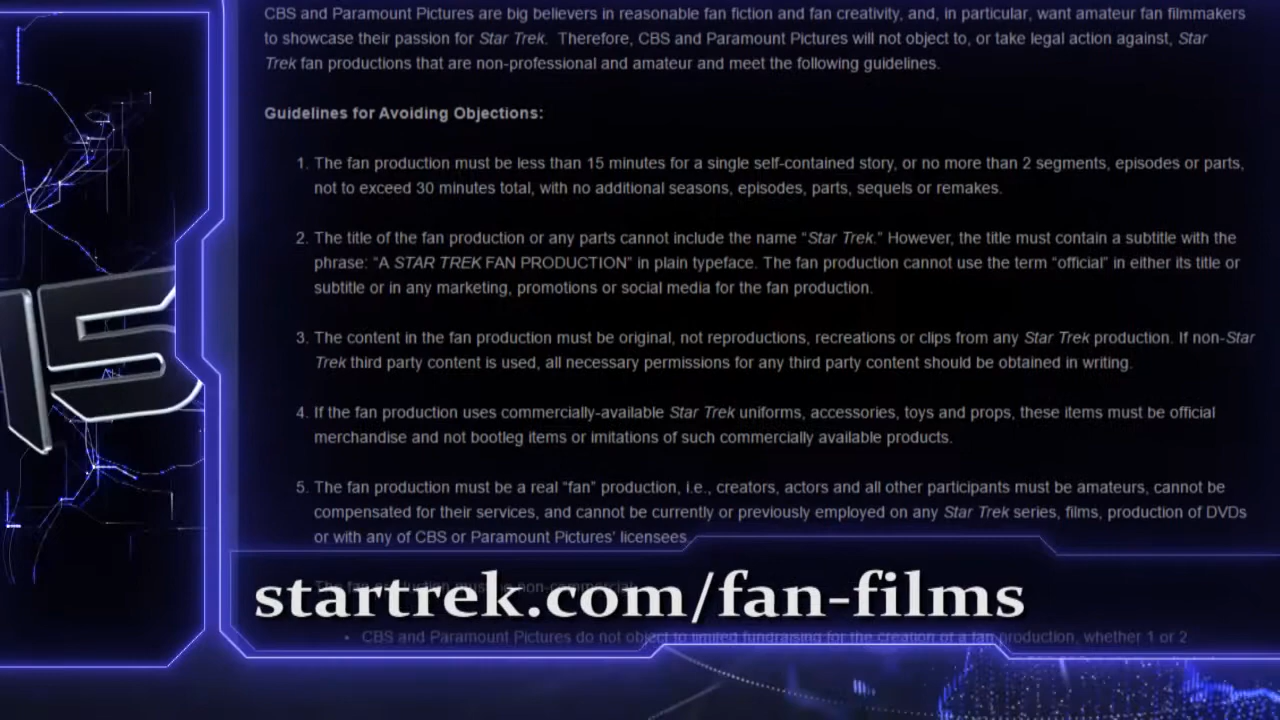 CBS and Paramount Pictures are big believers in reasonable fan fiction and fan creativity, and, in particular, want amateur fan filmmakers
to showcase their passion for Star Trek. Therefore, CBS and Paramount Pictures will not object to, or take legal action against, Star
Trek fan productions that are non-professional and amateur and meet the following guidelines.
Guidelines for Avoiding Objections:
1. The fan production must be less than 15 minutes for a single self-contained story, or no more than 2 segments, episodes or parts,
not to exceed 30 minutes total, with no additional seasons, episodes, parts, sequels or remakes.
2. The title of the fan production or any parts cannot include the name “Star Trek.” However, the title must contain a subtitle with the
phrase: “A STAR TREK FAN PRODUCTION” in plain typeface. The fan production cannot use the term “official” in either its title or
subtitle or in any marketing, promotions or social media for the fan production.
3. The content in the fan production must be original, not reproductions, recreations or clips from any Star Trek production. If non-Star
Trek third party content is used, all necessary permissions for any third party content should be obtained in writing.
4. If the fan production uses commercially-available Star Trek uniforms, accessories, toys and props, these items must be official
merchandise and not bootleg items or imitations of such commercially available products.
5. The fan production must be a real “fan” production, i.e., creators, actors and all other participants must be amateurs, cannot be
compensated for their services, and cannot be currently or previously employed on any Star Trek series, films, production of DVDs
or with any of CBS or Paramount Pictures’ licensees.
The fan production must be non-commercial
startrek.com/fan-films
• CBS and Paramount Pictures do not object to limited fundraising for the creation of a fan production, whether 1 or 2
15